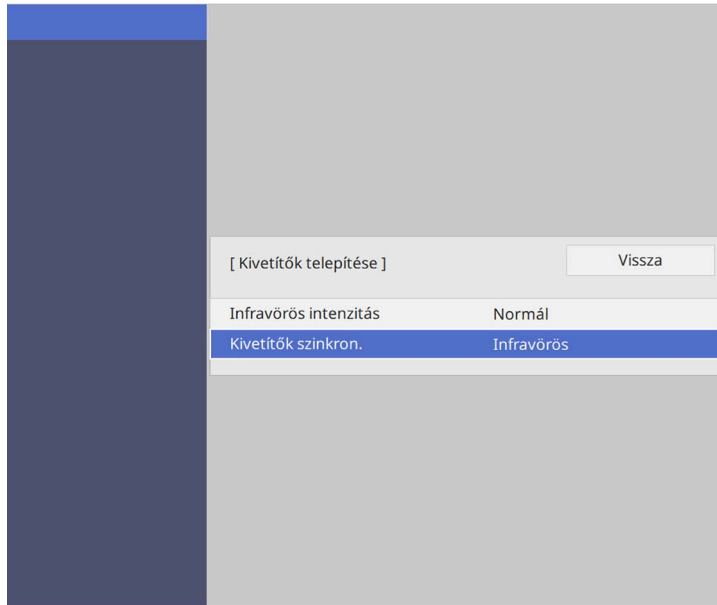 [ Kivetítők telepítése ]
Vissza
Infravörös intenzitás Normál
Kivetítők szinkron. Infravörös